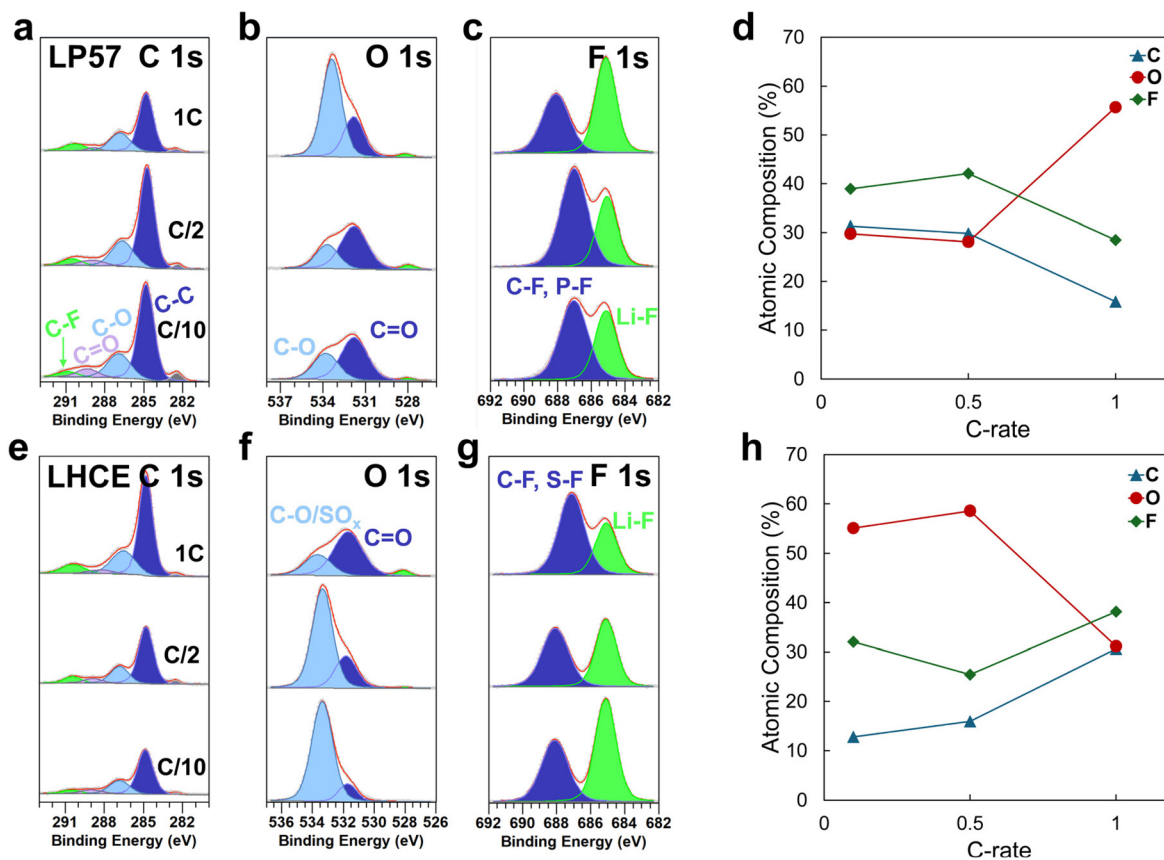 a
LP57 C 1s
1C
C/2
C-F
C=O
C-O
C-C
C/10
291 288 285 282
Binding Energy (eV)
b
O 1s
C-O
C=O
537 534 531 528
Binding Energy (eV)
c
F 1s
C-F, P-F
Li-F
692 690 688 686 684 682
Binding Energy (eV)
d
C
O
F
Atomic Composition (%)
70
60
50
40
30
20
10
0
0 0.5 1
C-rate
e
LHCE C 1s
1C
C/2
C/10
291 288 285 282
Binding Energy (eV)
f
O 1s
C-O/SOₓ
C=O
536 534 532 530 528 526
Binding Energy (eV)
g
F 1s
C-F, S-F
Li-F
692 690 688 686 684 682
Binding Energy (eV)
h
C
O
F
Atomic Composition (%)
70
60
50
40
30
20
10
0
0 0.5 1
C-rate